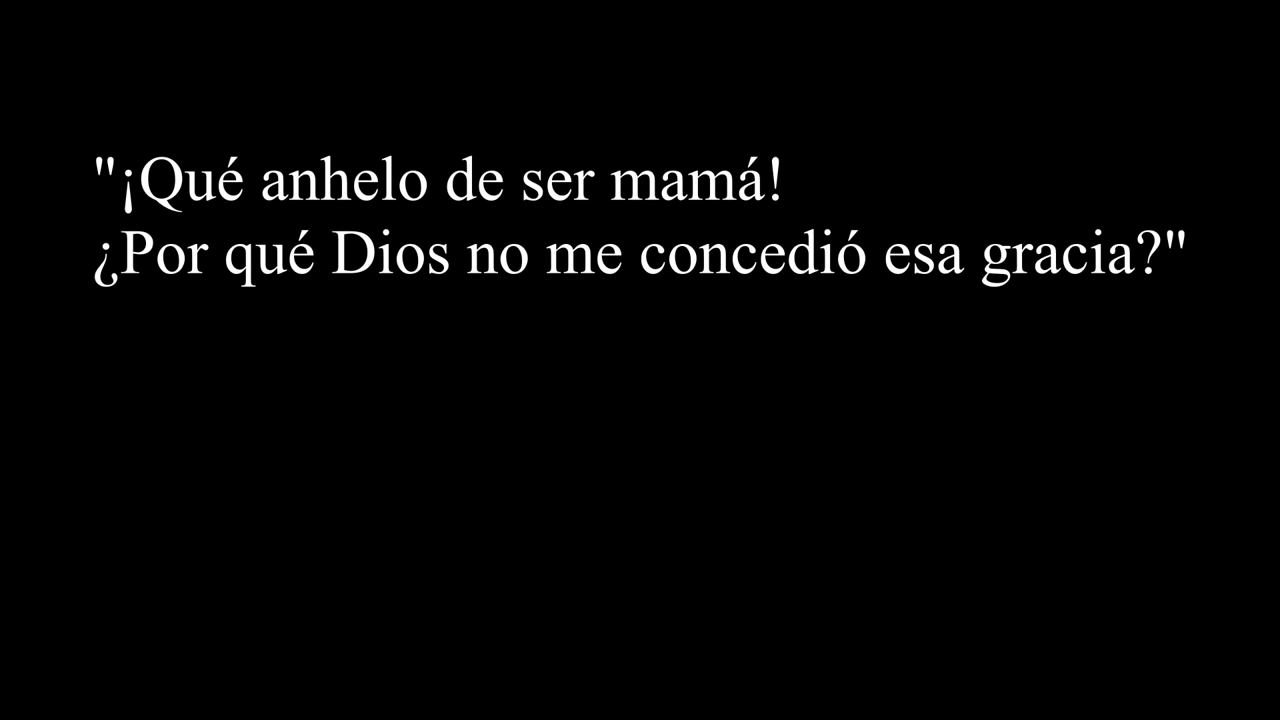 "¡Qué anhelo de ser mamá!
¿Por qué Dios no me concedió esa gracia?"